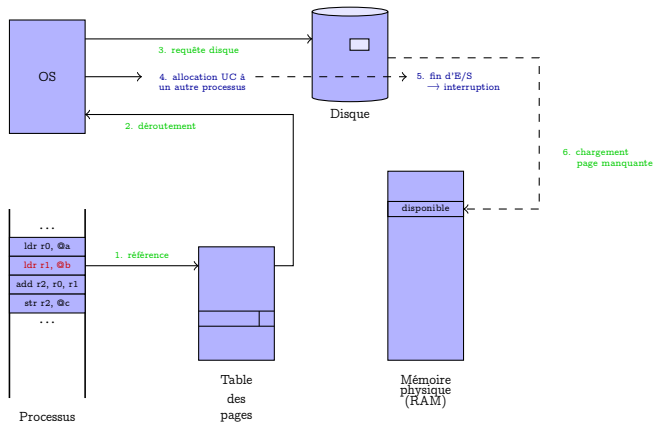 OS
3. requête disque
4. allocation UC á
un autre processus
5. fin d'E/S
→ interruption
Disque
2. déroutement
6. chargement
page manquante
disponible
...
ldr r0, @a
ldr r1, @b
add r2, r0, r1
str r2, @c
...
1. référence
Processus
Table
des
pages
Mémoire
physique
(RAM)